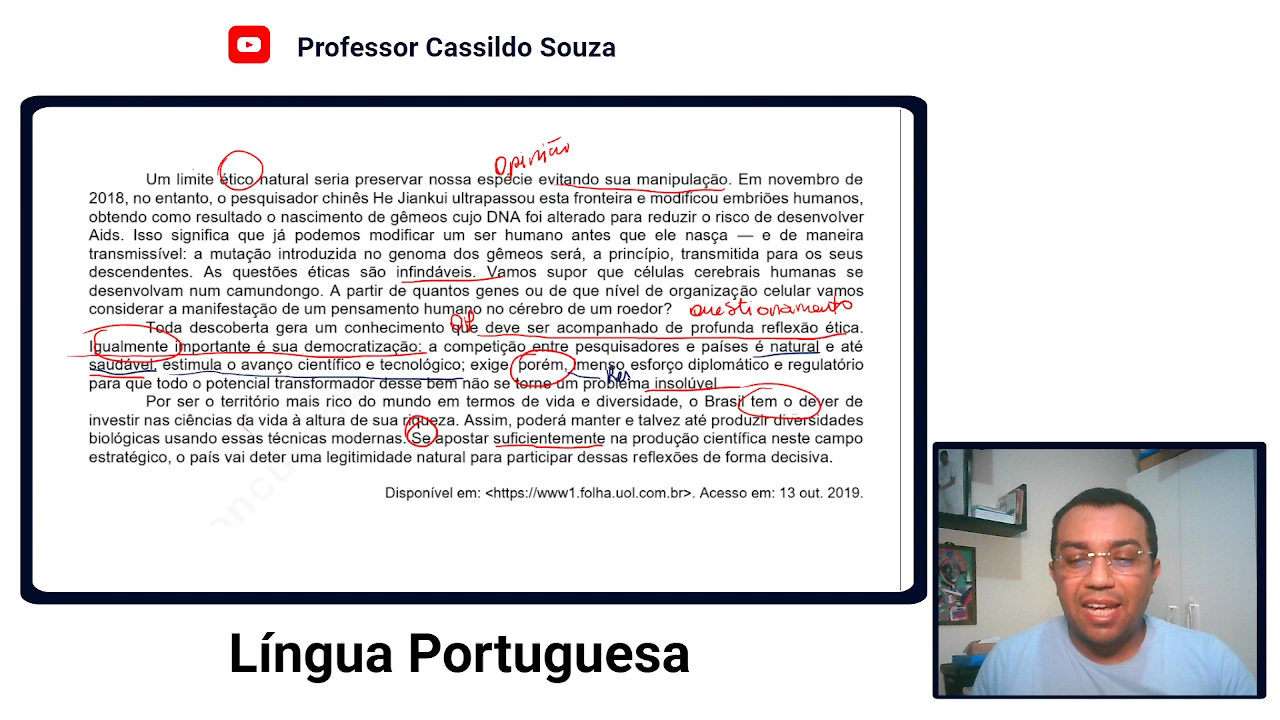 Professor Cassildo Souza
Opinião
Um limite ético natural seria preservar nossa espécie evitando sua manipulação. Em novembro de
2018, no entanto, o pesquisador chinês He Jiankui ultrapassou esta fronteira e modificou embriões humanos,
obtendo como resultado o nascimento de gêmeos cujo DNA foi alterado para reduzir o risco de desenvolver
Aids. Isso significa que já podemos modificar um ser humano antes que ele nasça — e de maneira
transmissível: a mutação introduzida no genoma dos gêmeos será, a princípio, transmitida para os seus
descendentes. As questões éticas são infindáveis. Vamos supor que células cerebrais humanas se
desenvolvam num camundongo. A partir de quantos genes ou de que nível de organização celular vamos
considerar a manifestação de um pensamento humano no cérebro de um roedor? questionamento
Toda descoberta gera um conhecimento que deve ser acompanhado de profunda reflexão ética.
Igualmente importante é sua democratização: a competição entre pesquisadores e países é natural e até
saudável, estimula o avanço científico e tecnológico; exige, porém, imenso esforço diplomático e regulatório
para que todo o potencial transformador desse bem não se torne um problema insolúvel
Por ser o território mais rico do mundo em termos de vida e diversidade, o Brasil tem o dever de
investir nas ciências da vida à altura de sua riqueza. Assim, poderá manter e talvez até produzir diversidades
biológicas usando essas técnicas modernas. Se apostar suficientemente na produção científica neste campo
estratégico, o país vai deter uma legitimidade natural para participar dessas reflexões de forma decisiva.
Disponível em: <https://www1.folha.uol.com.br>. Acesso em: 13 out. 2019.
Língua Portuguesa